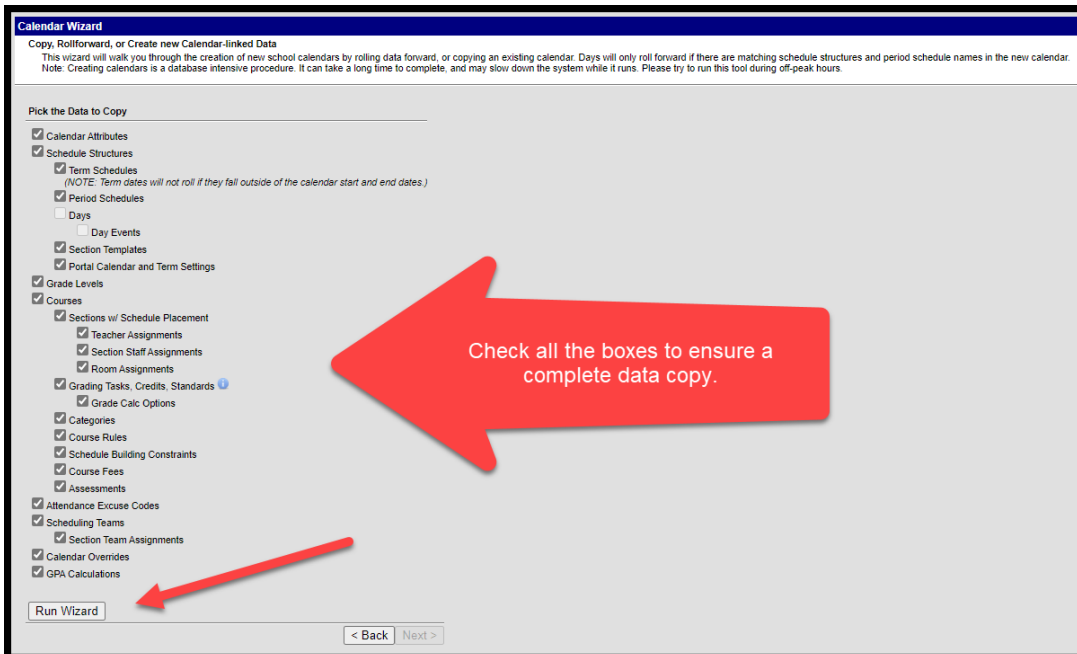 Calendar Wizard
Copy, Rollforward, or Create new Calendar-linked Data
This wizard will walk you through the creation of new school calendars by rolling data forward, or copying an existing calendar. Days will only roll forward if there are matching schedule structures and period schedule names in the new calendar.
Note: Creating calendars is a database intensive procedure. It can take a long time to complete, and may slow down the system while it runs. Please try to run this tool during off-peak hours.
Pick the Data to Copy
Calendar Attributes
Schedule Structures
Term Schedules
(NOTE: Term dates will not roll if they fall outside of the calendar start and end dates.)
Period Schedules
Days
Day Events
Section Templates
Portal Calendar and Term Settings
Grade Levels
Courses
Sections w/ Schedule Placement
Teacher Assignments
Section Staff Assignments
Room Assignments
Grading Tasks, Credits, Standards
Grade Calc Options
Categories
Course Rules
Schedule Building Constraints
Course Fees
Assessments
Attendance Excuse Codes
Scheduling Teams
Section Team Assignments
Calendar Overrides
GPA Calculations
Check all the boxes to ensure a
complete data copy.
Run Wizard
< Back Next >